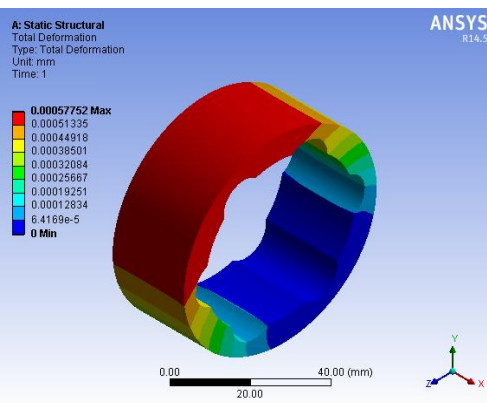 A: Static Structural
Total Deformation
Type: Total Deformation
Unit: mm
Time: 1
ANSYS
R14.5
0.00057752 Max
0.00051335
0.00044918
0.00038501
0.00032084
0.00025667
0.00019251
0.00012834
6.4169e-5
0 Min
0.00
40.00 (mm)
20.00
Y
Z
X